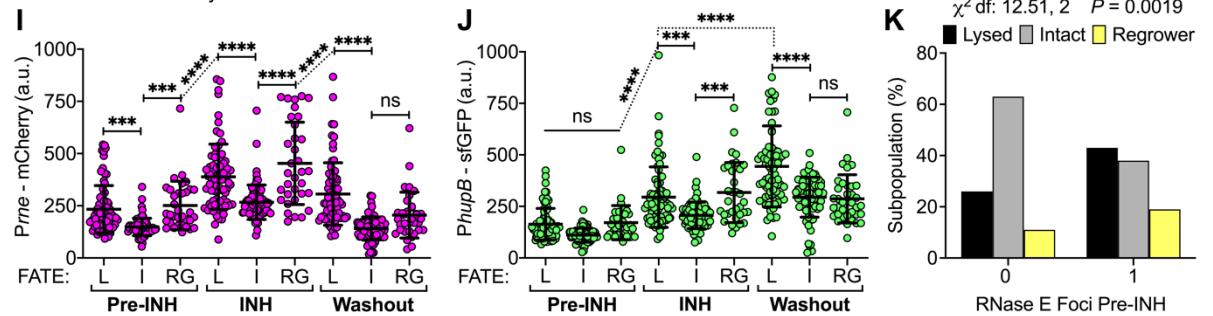 I
Prne - mCherry (a.u.)
1000
750
500
250
0
***
***
****
****
****
****
****
ns
FATE: L I RG L I RG L I RG
Pre-INH INH Washout
J
PhupB - sfGFP (a.u.)
1000
750
500
250
0
ns
****
***
***
****
****
ns
FATE: L I RG L I RG L I RG
Pre-INH INH Washout
K
χ² df: 12.51, 2 P = 0.0019
Lysed Intact Regrower
Subpopulation (%)
80
60
40
20
0
0 1
RNase E Foci Pre-INH